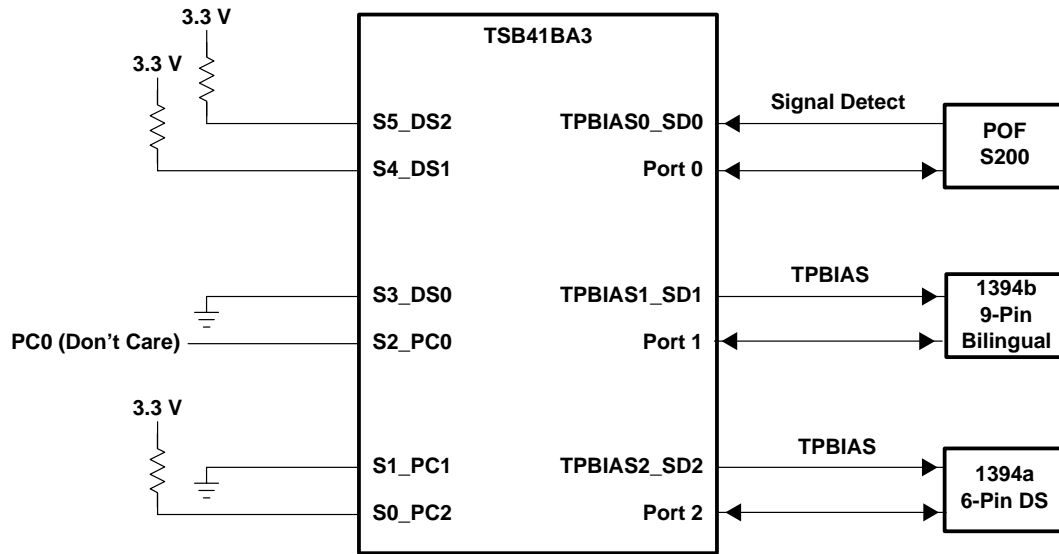 3.3 V
3.3 V
TSB41BA3
S5_DS2
TPBIAS0_SD0
Signal Detect
POF
S200
S4_DS1
Port 0
S3_DS0
TPBIAS1_SD1
TPBIAS
1394b
9-Pin
Bilingual
PC0 (Don’t Care)
S2_PC0
Port 1
3.3 V
S1_PC1
TPBIAS2_SD2
TPBIAS
1394a
6-Pin DS
S0_PC2
Port 2